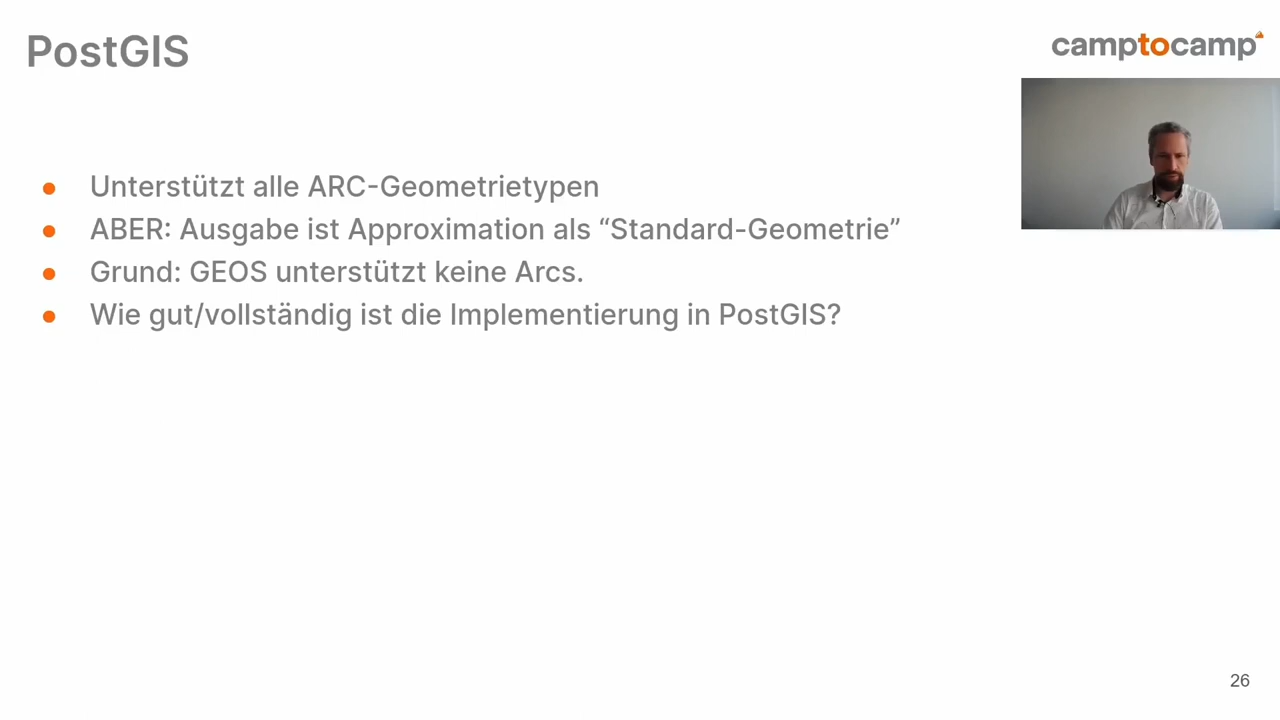 PostGIS
camptocamp
Unterstützt alle ARC-Geometrietypen
ABER: Ausgabe ist Approximation als “Standard-Geometrie”
Grund: GEOS unterstützt keine Arcs.
Wie gut/vollständig ist die Implementierung in PostGIS?
26